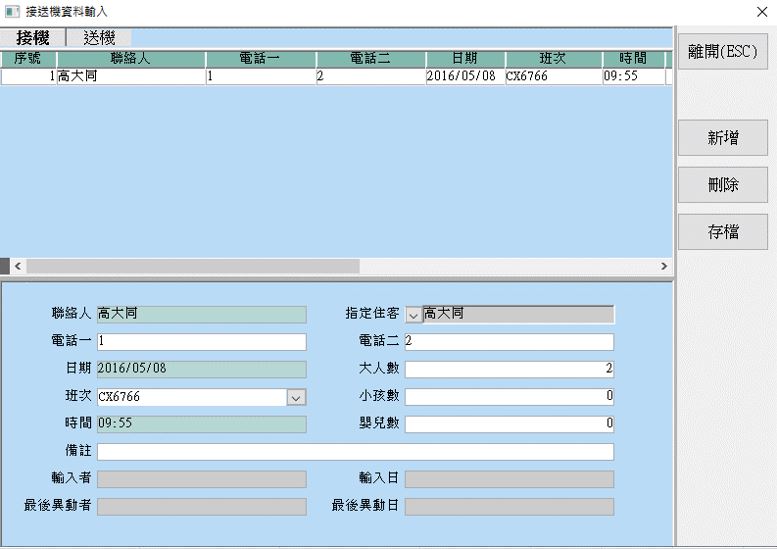 接送機資料輸入
接機 送機
離開(ESC)
序號 聯絡人 電話一 電話二 日期 班次 時間
1 高大同 1 2 2016/05/08 CX6766 09:55
新增
刪除
存檔
聯絡人 高大同 指定住客 高大同
電話一 1 電話二 2
日期 2016/05/08 大人數 2
班次 CX6766 小孩數 0
時間 09:55 嬰兒數 0
備註
輸入者 輸入日
最後異動者 最後異動日